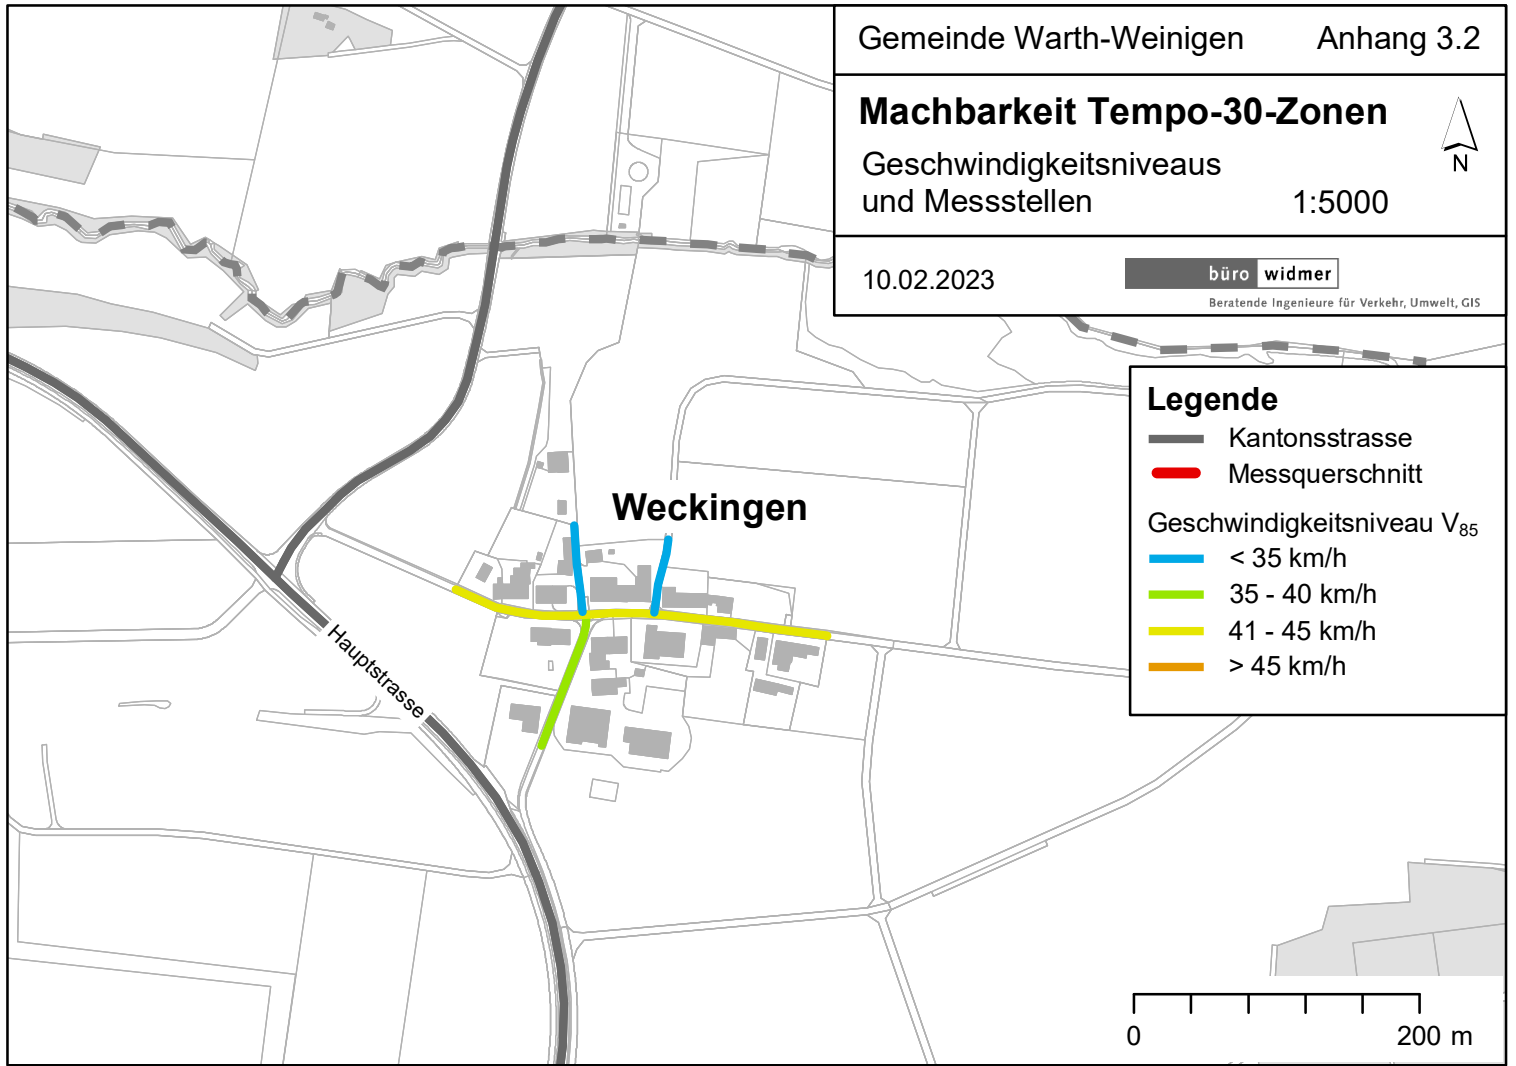 Gemeinde Warth-Weinigen Anhang 3.2
Machbarkeit Tempo-30-Zonen
Geschwindigkeitsniveaus
und Messstellen 1:5000
N
10.02.2023
büro widmer
Beratende Ingenieure für Verkehr, Umwelt, GIS
Legende
Kantonsstrasse
Messquerschnitt
Geschwindigkeitsniveau V85
< 35 km/h
35 - 40 km/h
41 - 45 km/h
> 45 km/h
Weckingen
Hauptstrasse
0 200 m